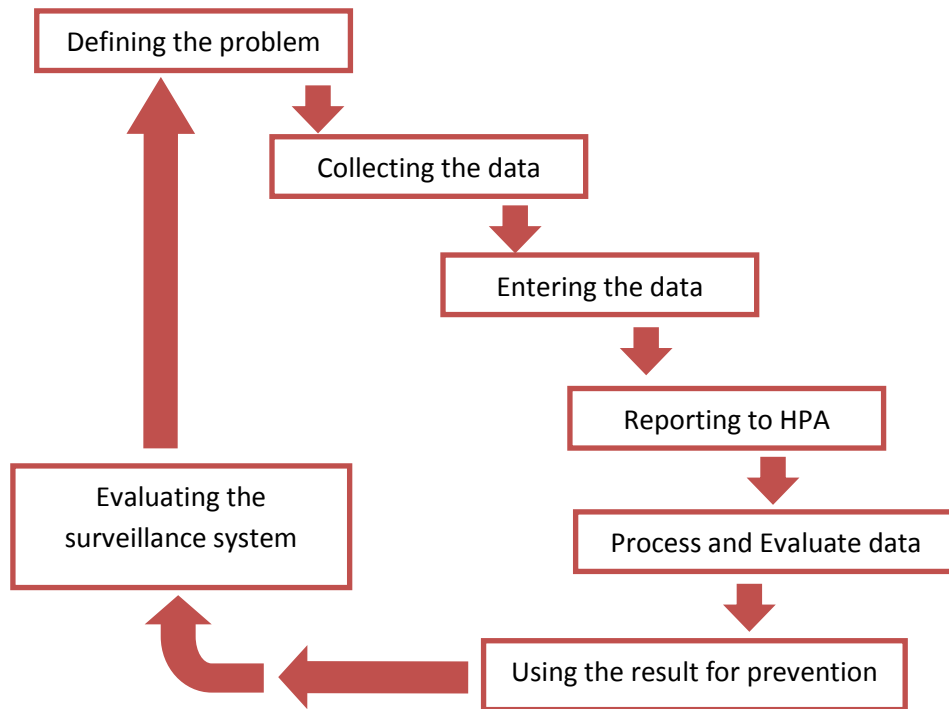 Defining the problem
Collecting the data
Entering the data
Reporting to HPA
Process and Evaluate data
Using the result for prevention
Evaluating the
surveillance system